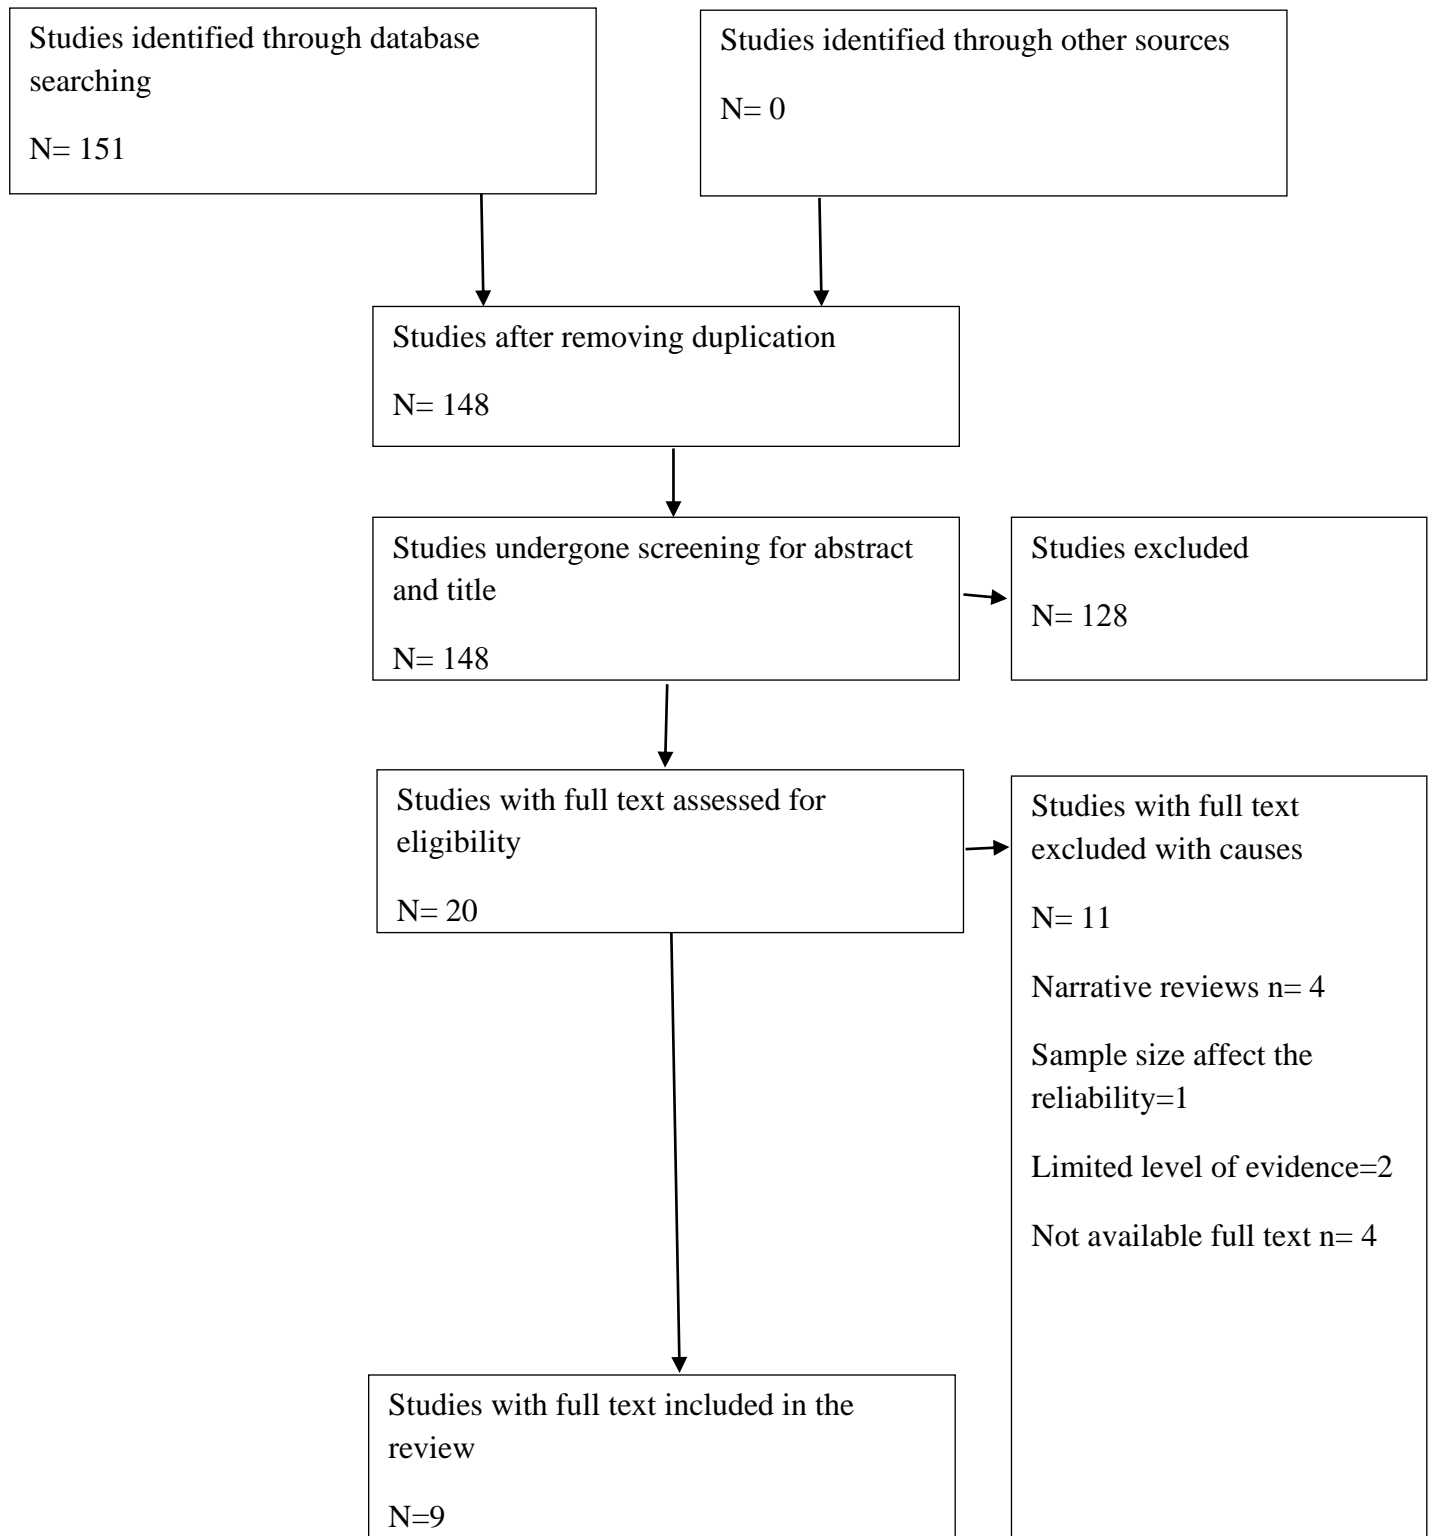 Studies identified through database
searching
N= 151
Studies identified through other sources
N= 0
Studies after removing duplication
N= 148
Studies undergone screening for abstract
and title
N= 148
Studies excluded
N= 128
Studies with full text assessed for
eligibility
N= 20
Studies with full text
excluded with causes
N= 11
Narrative reviews n= 4
Sample size affect the
reliability=1
Limited level of evidence=2
Not available full text n= 4
Studies with full text included in the
review
N=9